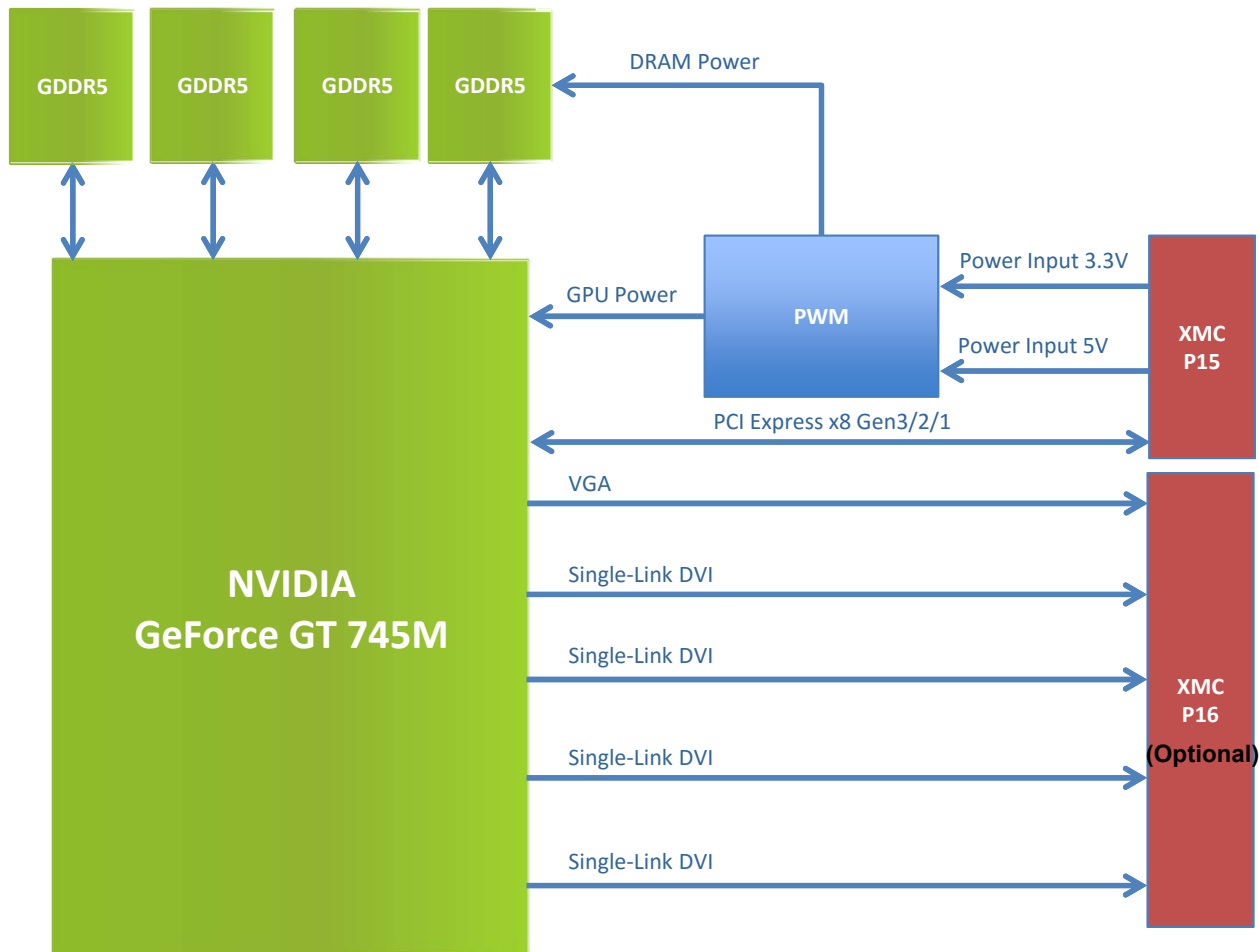 GDDR5
GDDR5
GDDR5
GDDR5
DRAM Power
Power Input 3.3V
GPU Power
PWM
Power Input 5V
XMC
P15
PCI Express x8 Gen3/2/1
VGA
NVIDIA
GeForce GT 745M
Single-Link DVI
Single-Link DVI
Single-Link DVI
Single-Link DVI
XMC
P16
(Optional)